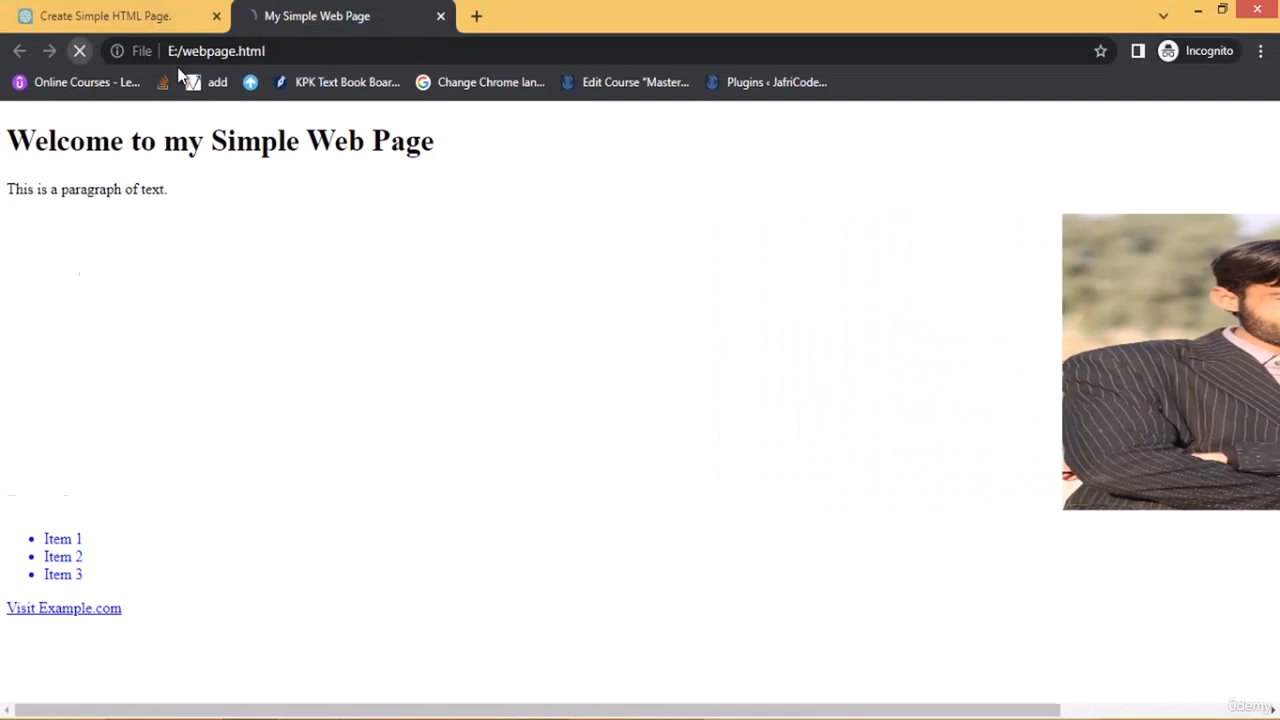 Create Simple HTML Page.
My Simple Web Page
File
E:/webpage.html
Incognito
Online Courses - Le...
add
KPK Text Book Boar...
Change Chrome lan...
Edit Course "Master...
Plugins ‹ JafriCode...
Welcome to my Simple Web Page
This is a paragraph of text.
Item 1
Item 2
Item 3
Visit Example.com
ûdemy